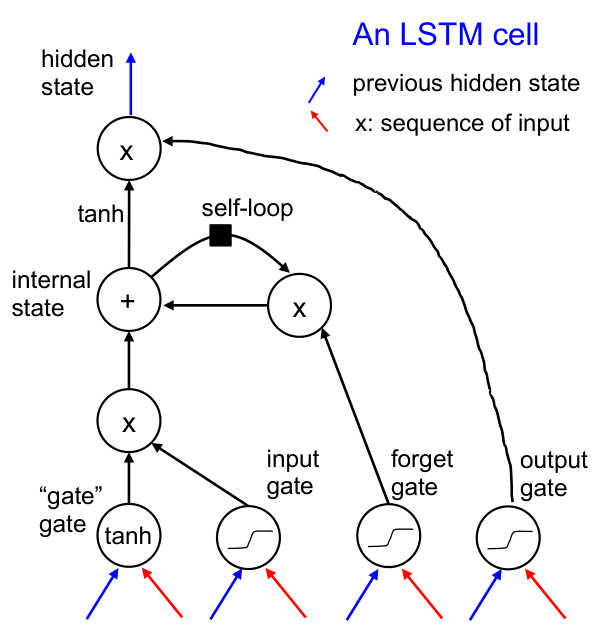 An LSTM cell
hidden
state
previous hidden state
x: sequence of input
x
tanh
self-loop
internal
state
+
x
x
input
gate
forget
gate
output
gate
“gate”
gate
tanh